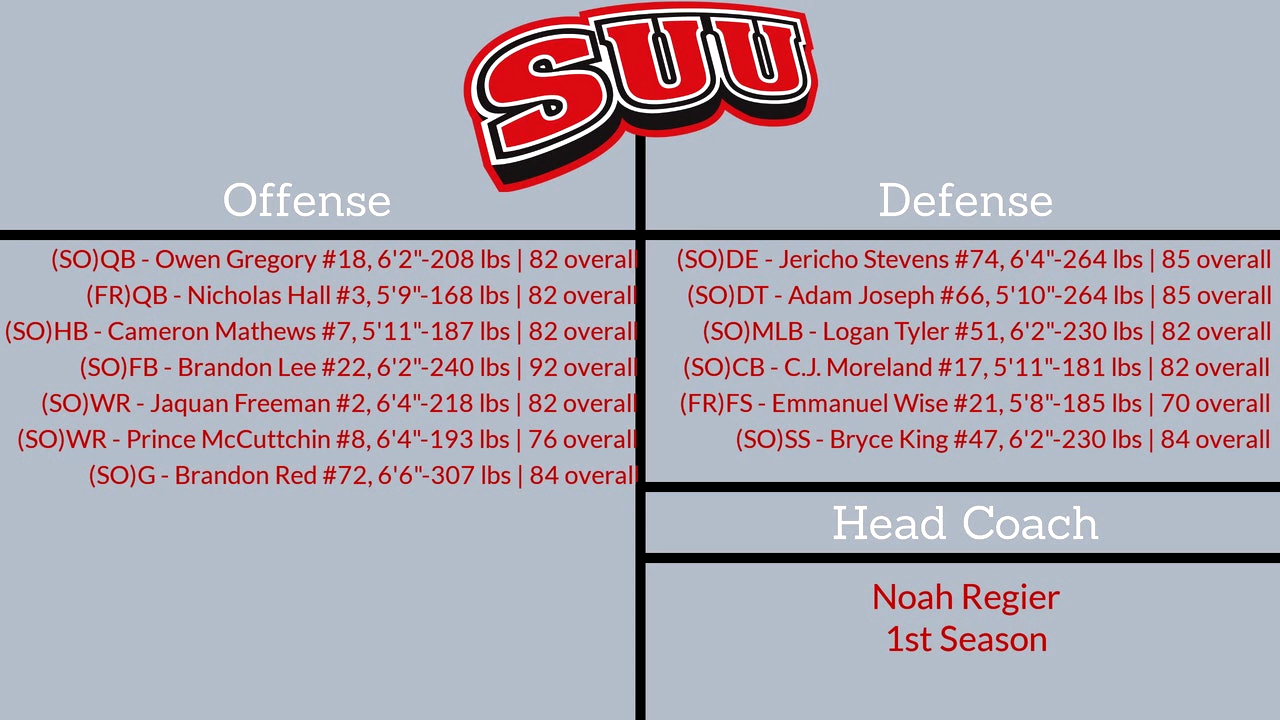 SUU
Offense
(SO)QB - Owen Gregory #18, 6'2"-208 lbs | 82 overall
(FR)QB - Nicholas Hall #3, 5'9"-168 lbs | 82 overall
(SO)HB - Cameron Mathews #7, 5'11"-187 lbs | 82 overall
(SO)FB - Brandon Lee #22, 6'2"-240 lbs | 92 overall
(SO)WR - Jaquan Freeman #2, 6'4"-218 lbs | 82 overall
(SO)WR - Prince McCuttchin #8, 6'4"-193 lbs | 76 overall
(SO)G - Brandon Red #72, 6'6"-307 lbs | 84 overall
Defense
(SO)DE - Jericho Stevens #74, 6'4"-264 lbs | 85 overall
(SO)DT - Adam Joseph #66, 5'10"-264 lbs | 85 overall
(SO)MLB - Logan Tyler #51, 6'2"-230 lbs | 82 overall
(SO)CB - C.J. Moreland #17, 5'11"-181 lbs | 82 overall
(FR)FS - Emmanuel Wise #21, 5'8"-185 lbs | 70 overall
(SO)SS - Bryce King #47, 6'2"-230 lbs | 84 overall
Head Coach
Noah Regier
1st Season